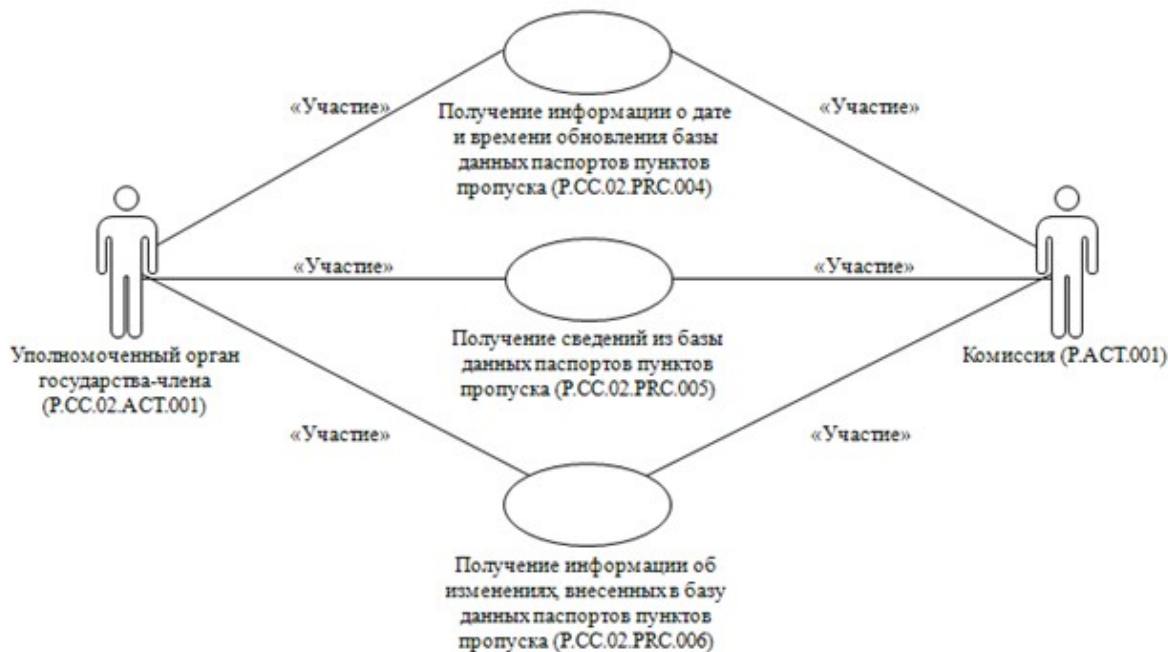 «Участие»
«Участие»
Получение информации о дате
и времени обновления базы
данных паспортов пунктов
пропуска (P.CC.02.PRC.004)
«Участие»
«Участие»
Уполномоченный орган
государства-члена
(P.CC.02.ACT.001)
Получение сведений из базы
данных паспортов пунктов
пропуска (P.CC.02.PRC.005)
Комиссия (P.ACT.001)
«Участие»
«Участие»
Получение информации об
изменениях, внесенных в базу
данных паспортов пунктов
пропуска (P.CC.02.PRC.006)